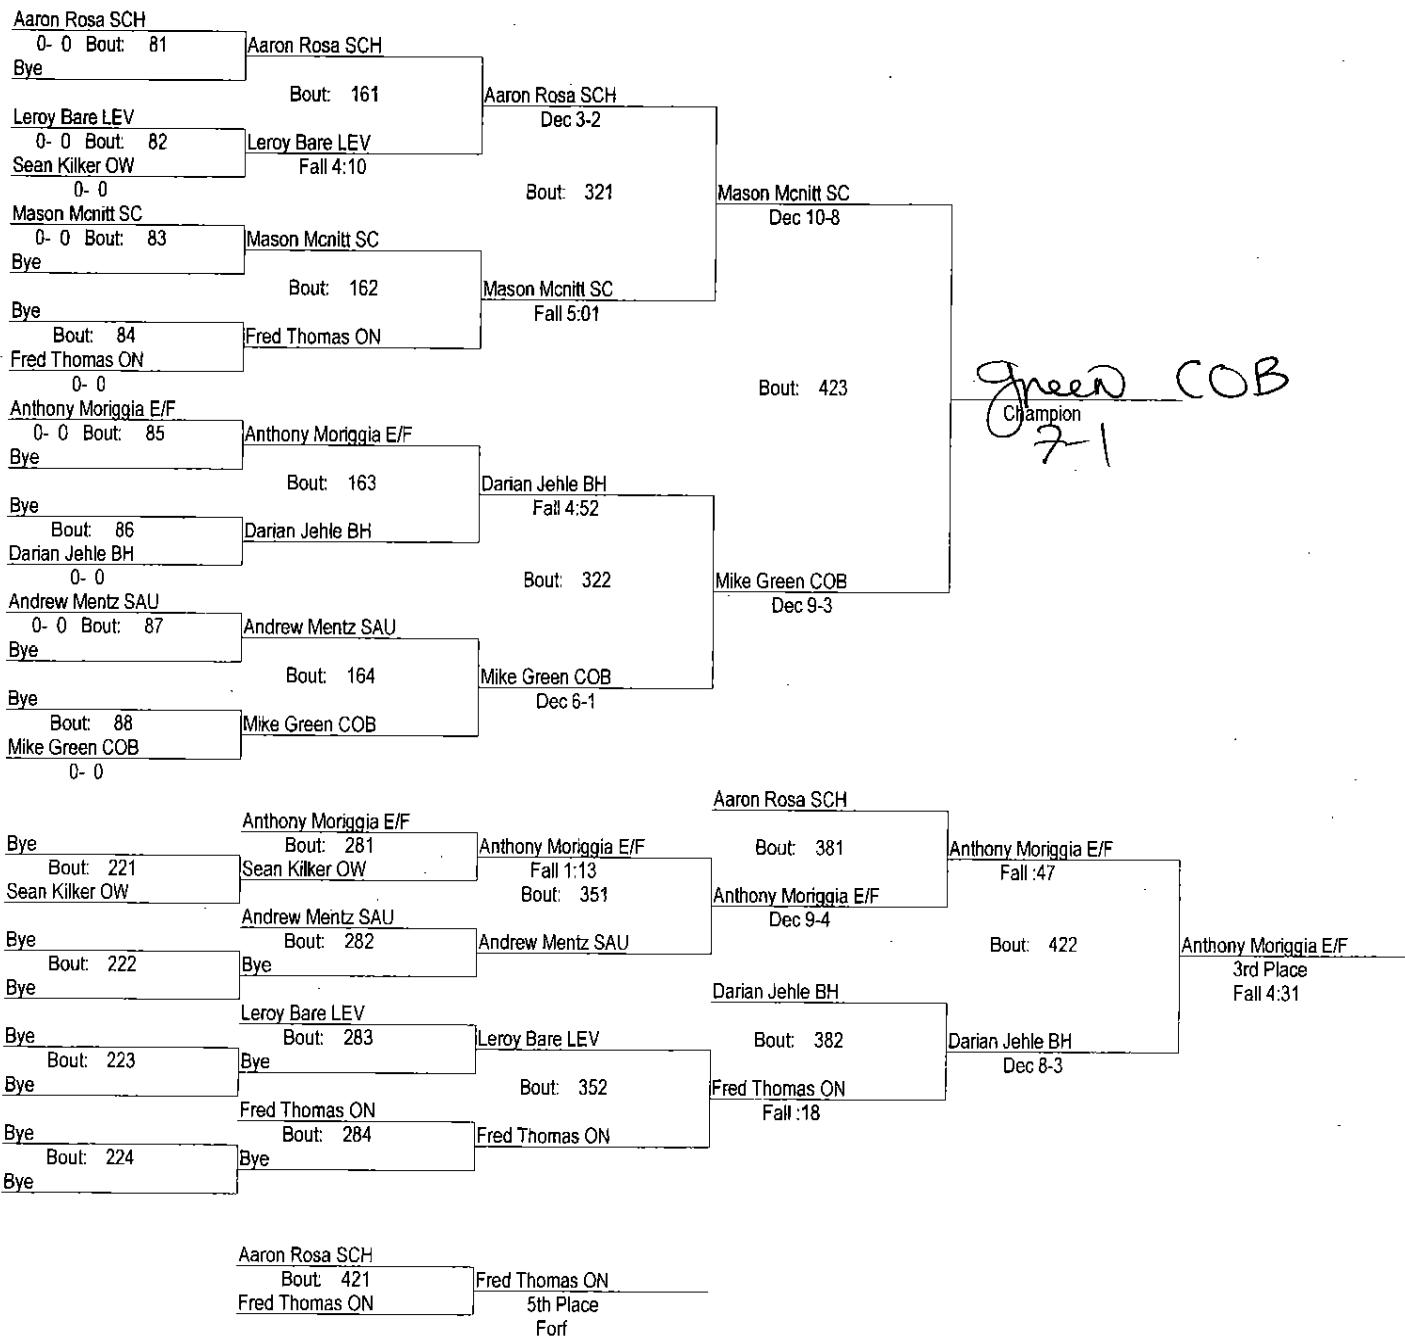 Aaron Rosa SCH
0- 0 Bout: 81
Bye
Aaron Rosa SCH
Bout: 161
Leroy Bare LEV
0- 0 Bout: 82
Sean Kilker OW
0- 0
Leroy Bare LEV
Fall 4:10
Aaron Rosa SCH
Dec 3-2
Bout: 321
Mason Mcnitt SC
0- 0 Bout: 83
Bye
Mason Mcnitt SC
Bout: 162
Bye
Bout: 84
Fred Thomas ON
0- 0
Fred Thomas ON
Mason Mcnitt SC
Fall 5:01
Mason Mcnitt SC
Dec 10-8
Bout: 423
Green COB
Champion
7-1
Anthony Moriggia E/F
0- 0 Bout: 85
Bye
Anthony Moriggia E/F
Bout: 163
Bye
Bout: 86
Darian Jehle BH
0- 0
Darian Jehle BH
Darian Jehle BH
Fall 4:52
Bout: 322
Andrew Mentz SAU
0- 0 Bout: 87
Bye
Andrew Mentz SAU
Bout: 164
Bye
Bout: 88
Mike Green COB
0- 0
Mike Green COB
Mike Green COB
Dec 6-1
Mike Green COB
Dec 9-3
Bye
Bout: 221
Sean Kilker OW
Anthony Moriggia E/F
Bout: 281
Sean Kilker OW
Anthony Moriggia E/F
Fall 1:13
Bout: 351
Bye
Bout: 222
Bye
Andrew Mentz SAU
Bout: 282
Bye
Andrew Mentz SAU
Aaron Rosa SCH
Bout: 381
Anthony Moriggia E/F
Dec 9-4
Anthony Moriggia E/F
Fall :47
Bout: 422
Anthony Moriggia E/F
3rd Place
Fall 4:31
Bye
Bout: 223
Bye
Leroy Bare LEV
Bout: 283
Bye
Leroy Bare LEV
Bout: 352
Bye
Bout: 224
Bye
Fred Thomas ON
Bout: 284
Bye
Fred Thomas ON
Darian Jehle BH
Bout: 382
Fred Thomas ON
Fall :18
Darian Jehle BH
Dec 8-3
Aaron Rosa SCH
Bout: 421
Fred Thomas ON
Fred Thomas ON
5th Place
Forf